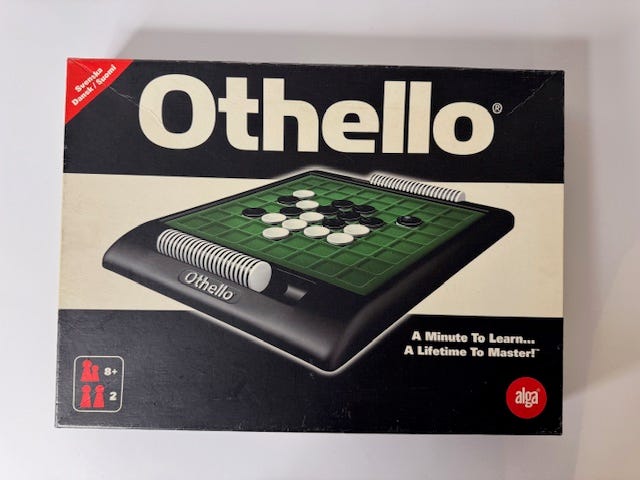 Svenska
Dansk / Suomi
Othello®
Othello
A Minute To Learn...
A Lifetime To Master!™
8+
2
alga®